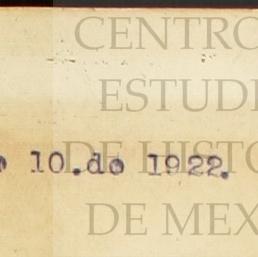 CENTRO
ESTUDI
o 10.de 1922.
DE HISTO
DE MEX